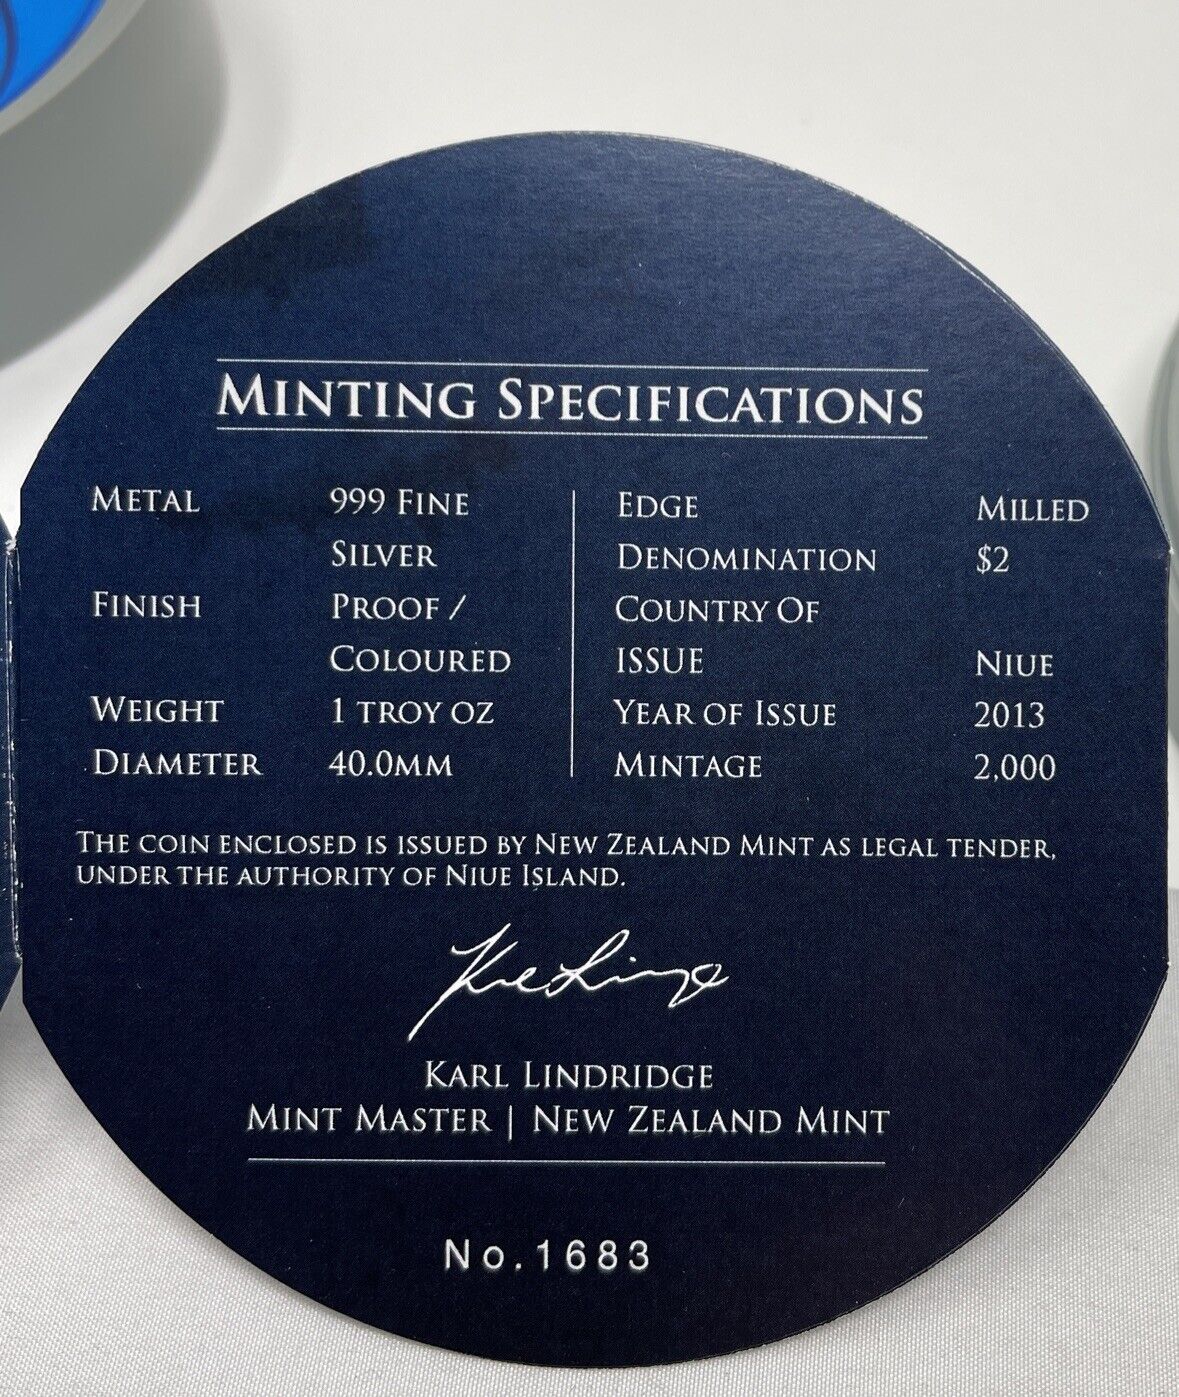 MINTING SPECIFICATIONS
METAL 999 FINE
SILVER
FINISH PROOF /
COLOURED
WEIGHT 1 TROY OZ
DIAMETER 40.0MM
EDGE MILLED
DENOMINATION $2
COUNTRY OF
ISSUE NIUE
YEAR OF ISSUE 2013
MINTAGE 2,000
THE COIN ENCLOSED IS ISSUED BY NEW ZEALAND MINT AS LEGAL TENDER,
UNDER THE AUTHORITY OF NIUE ISLAND.
KARL LINDRIDGE
MINT MASTER | NEW ZEALAND MINT
No.1683